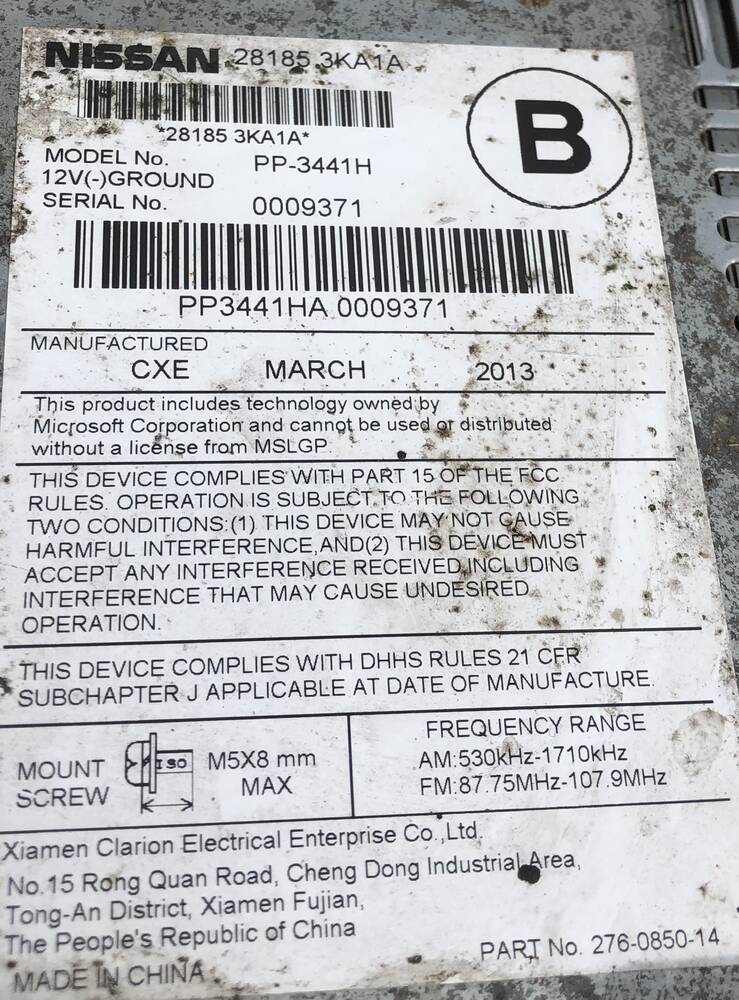 NISSAN 28185 3KA1A
*28185 3KA1A*
B
MODEL No. PP-3441H
12V(-)GROUND
SERIAL No. 0009371
PP3441HA 0009371
MANUFACTURED
CXE MARCH 2013
This product includes technology owned by
Microsoft Corporation and cannot be used or distributed
without a license from MSLGP.
THIS DEVICE COMPLIES WITH PART 15 OF THE FCC
RULES. OPERATION IS SUBJECT TO THE FOLLOWING
TWO CONDITIONS:(1) THIS DEVICE MAY NOT CAUSE
HARMFUL INTERFERENCE,AND(2) THIS DEVICE MUST
ACCEPT ANY INTERFERENCE RECEIVED,INCLUDING
INTERFERENCE THAT MAY CAUSE UNDESIRED
OPERATION.
THIS DEVICE COMPLIES WITH DHHS RULES 21 CFR
SUBCHAPTER J APPLICABLE AT DATE OF MANUFACTURE.
MOUNT
SCREW
ISO
M5X8 mm
MAX
FREQUENCY RANGE
AM:530kHz-1710kHz
FM:87.75MHz-107.9MHz
Xiamen Clarion Electrical Enterprise Co.,Ltd.
No.15 Rong Quan Road, Cheng Dong Industrial Area,
Tong-An District, Xiamen Fujian,
The People's Republic of China
MADE IN CHINA
PART No. 276-0850-14